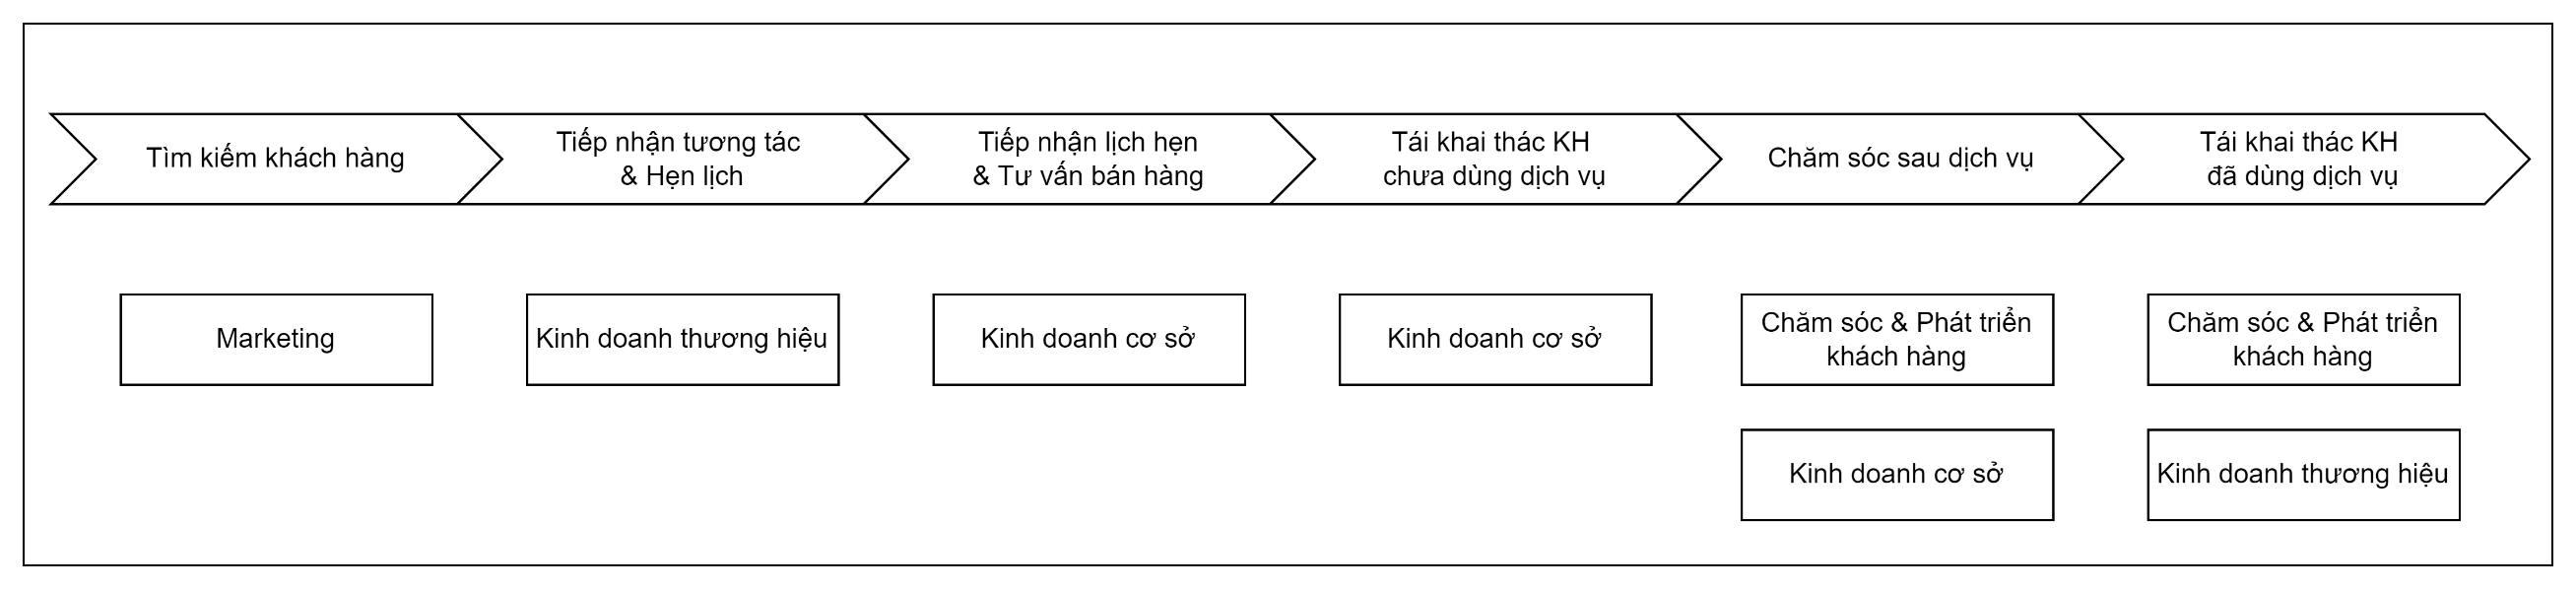 Tìm kiếm khách hàng
Tiếp nhận tương tác
& Hẹn lịch
Tiếp nhận lịch hẹn
& Tư vấn bán hàng
Tái khai thác KH
chưa dùng dịch vụ
Chăm sóc sau dịch vụ
Tái khai thác KH
đã dùng dịch vụ
Marketing
Kinh doanh thương hiệu
Kinh doanh cơ sở
Kinh doanh cơ sở
Chăm sóc & Phát triển
khách hàng
Chăm sóc & Phát triển
khách hàng
Kinh doanh cơ sở
Kinh doanh thương hiệu